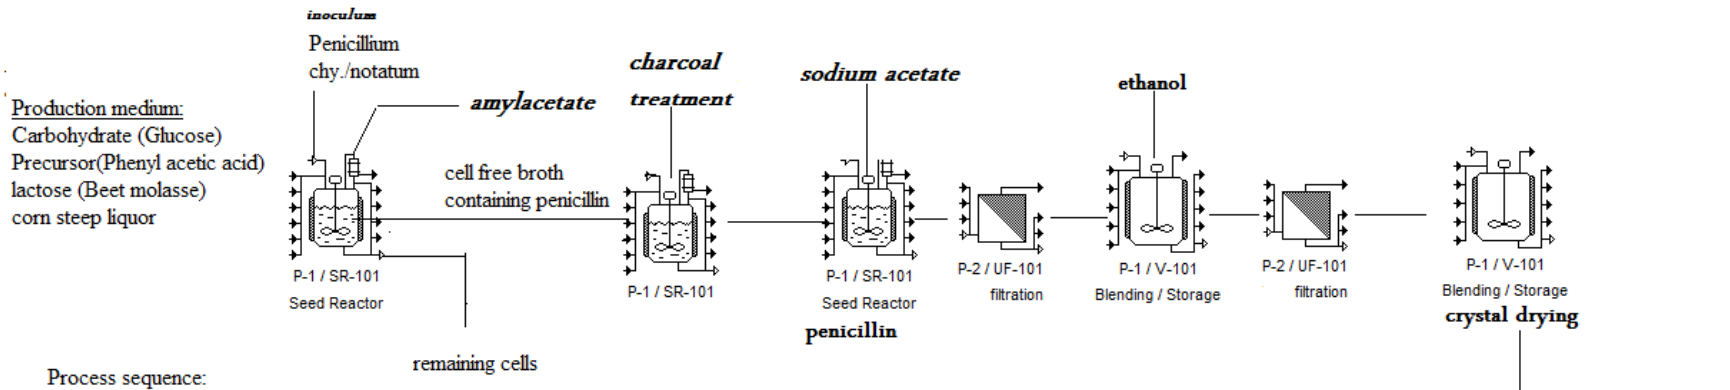 inoculum
Penicillium
chy./notatum
Production medium:
Carbohydrate (Glucose)
Precursor(Phenyl acetic acid)
lactose (Beet molasse)
corn steep liquor
amylacetate
charcoal
treatment
sodium acetate
ethanol
cell free broth
containing penicillin
P-1 / SR-101
Seed Reactor
P-1 / SR-101
P-1 / SR-101
Seed Reactor
penicillin
P-2 / UF-101
filtration
P-1 / V-101
Blending / Storage
P-2 / UF-101
filtration
P-1 / V-101
Blending / Storage
crystal drying
remaining cells
Process sequence: